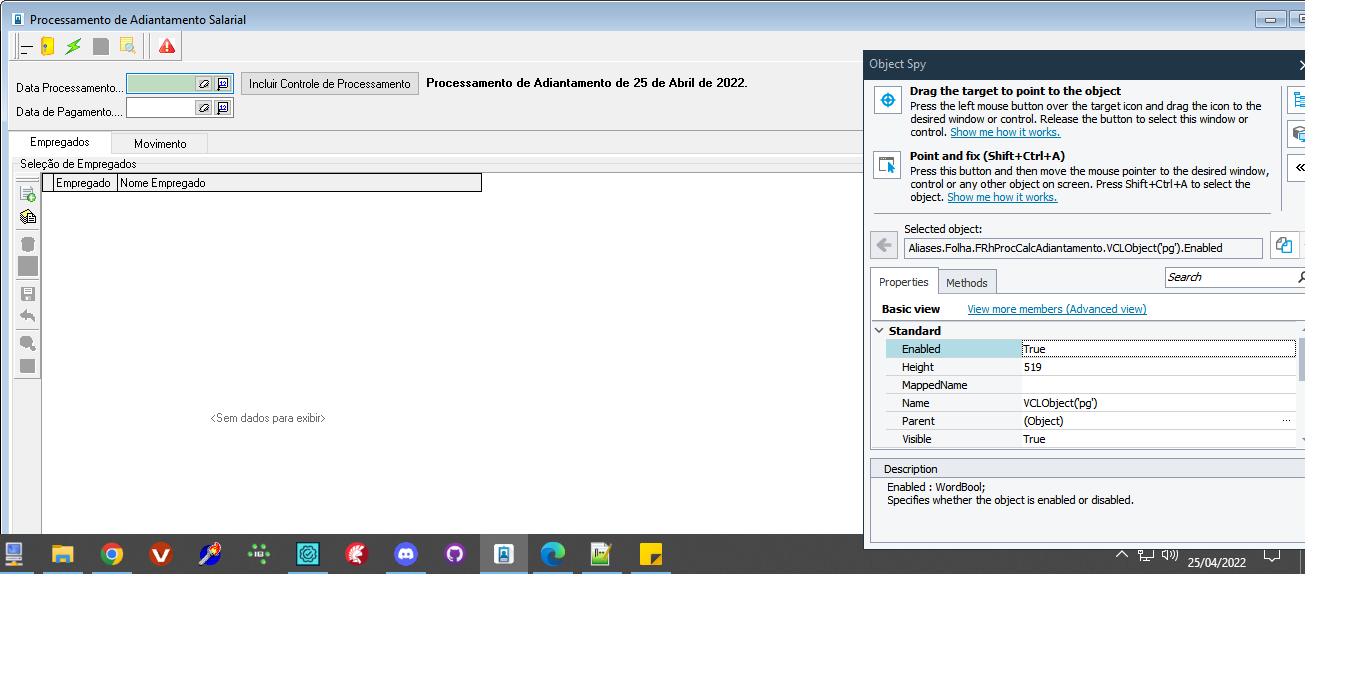 Processamento de Adiantamento Salarial
Data Processamento...
Incluir Controle de Processamento
Processamento de Adiantamento de 25 de Abril de 2022.
Data de Pagamento....
Empregados
Movimento
Seleção de Empregados
Empregado
Nome Empregado
<Sem dados para exibir>
Object Spy
Drag the target to point to the object
Press the left mouse button over the target icon and drag the icon to the
desired window or control. Release the button to select this window or
control. Show me how it works.
Point and fix (Shift+Ctrl+A)
Press this button and then move the mouse pointer to the desired window,
control or any other object on screen. Press Shift+Ctrl+A to select the
object. Show me how it works.
Selected object:
Aliases.Folha.FRhProcCalcAdiantamento.VCLObject('pg').Enabled
Properties
Methods
Search
Basic view
View more members (Advanced view)
Standard
Enabled
True
Height
519
MappedName
Name
VCLObject('pg')
Parent
(Object)
...
Visible
True
Description
Enabled : WordBool;
Specifies whether the object is enabled or disabled.
25/04/2022